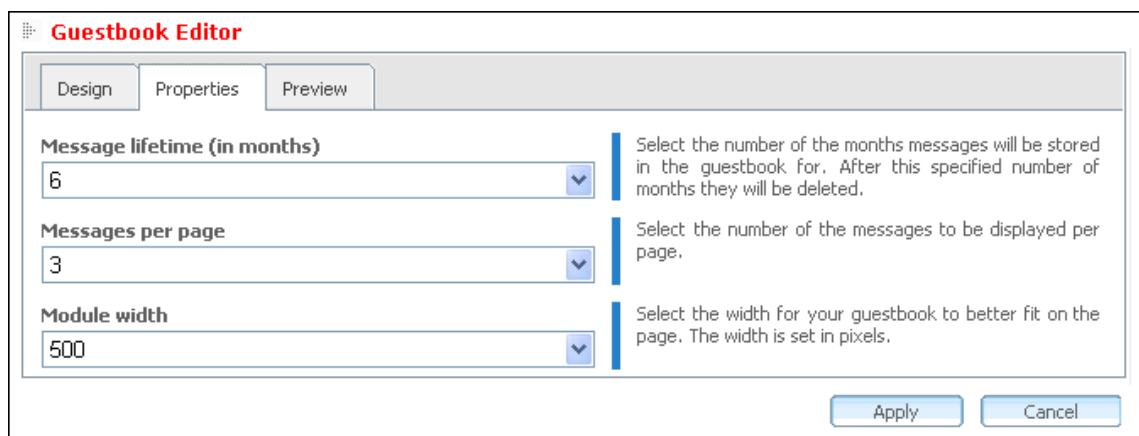 Guestbook Editor
Design Properties Preview
Message lifetime (in months)
6
Select the number of the months messages will be stored
in the guestbook for. After this specified number of
months they will be deleted.
Messages per page
3
Select the number of the messages to be displayed per
page.
Module width
500
Select the width for your guestbook to better fit on the
page. The width is set in pixels.
Apply Cancel